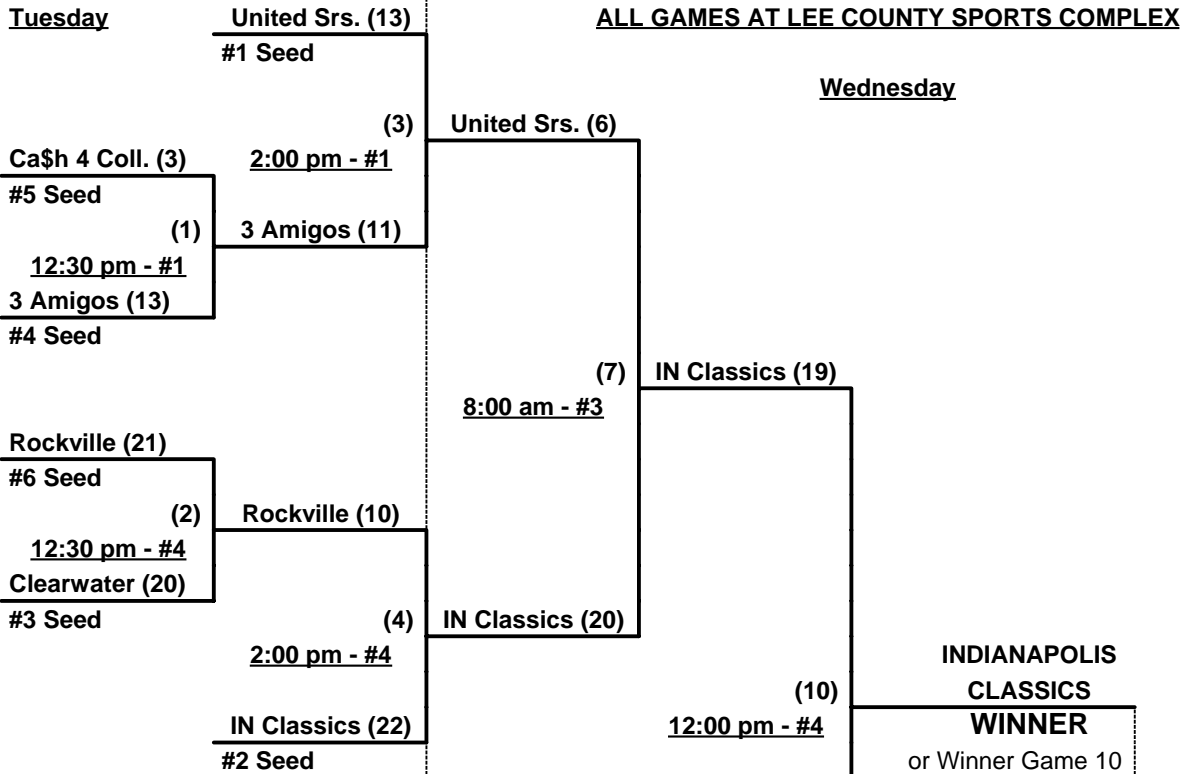 Tuesday
United Srs. (13)
ALL GAMES AT LEE COUNTY SPORTS COMPLEX
#1 Seed
Wednesday
(3)
United Srs. (6)
Ca$h 4 Coll. (3)
2:00 pm - #1
#5 Seed
(1)
3 Amigos (11)
12:30 pm - #1
3 Amigos (13)
#4 Seed
(7)
IN Classics (19)
8:00 am - #3
Rockville (21)
#6 Seed
(2)
Rockville (10)
12:30 pm - #4
Clearwater (20)
#3 Seed
(4)
IN Classics (20)
2:00 pm - #4
INDIANAPOLIS
(10)
CLASSICS
IN Classics (22)
12:00 pm - #4
WINNER
#2 Seed
or Winner Game 10